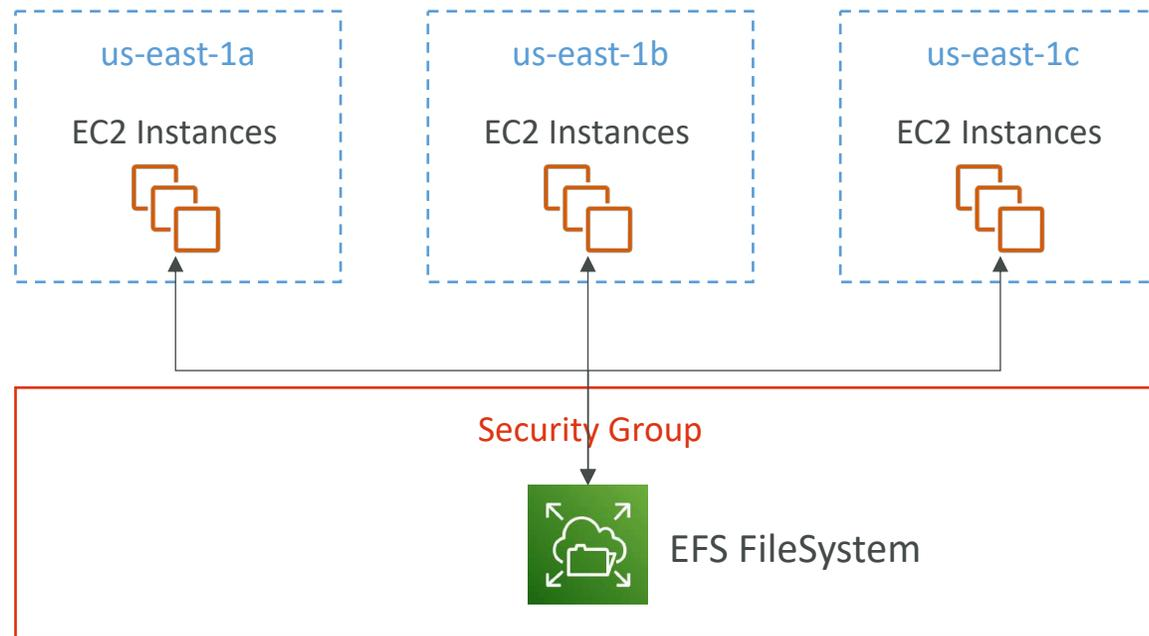 us-east-1a
us-east-1b
us-east-1c
EC2 Instances
EC2 Instances
EC2 Instances
Security Group
EFS FileSystem